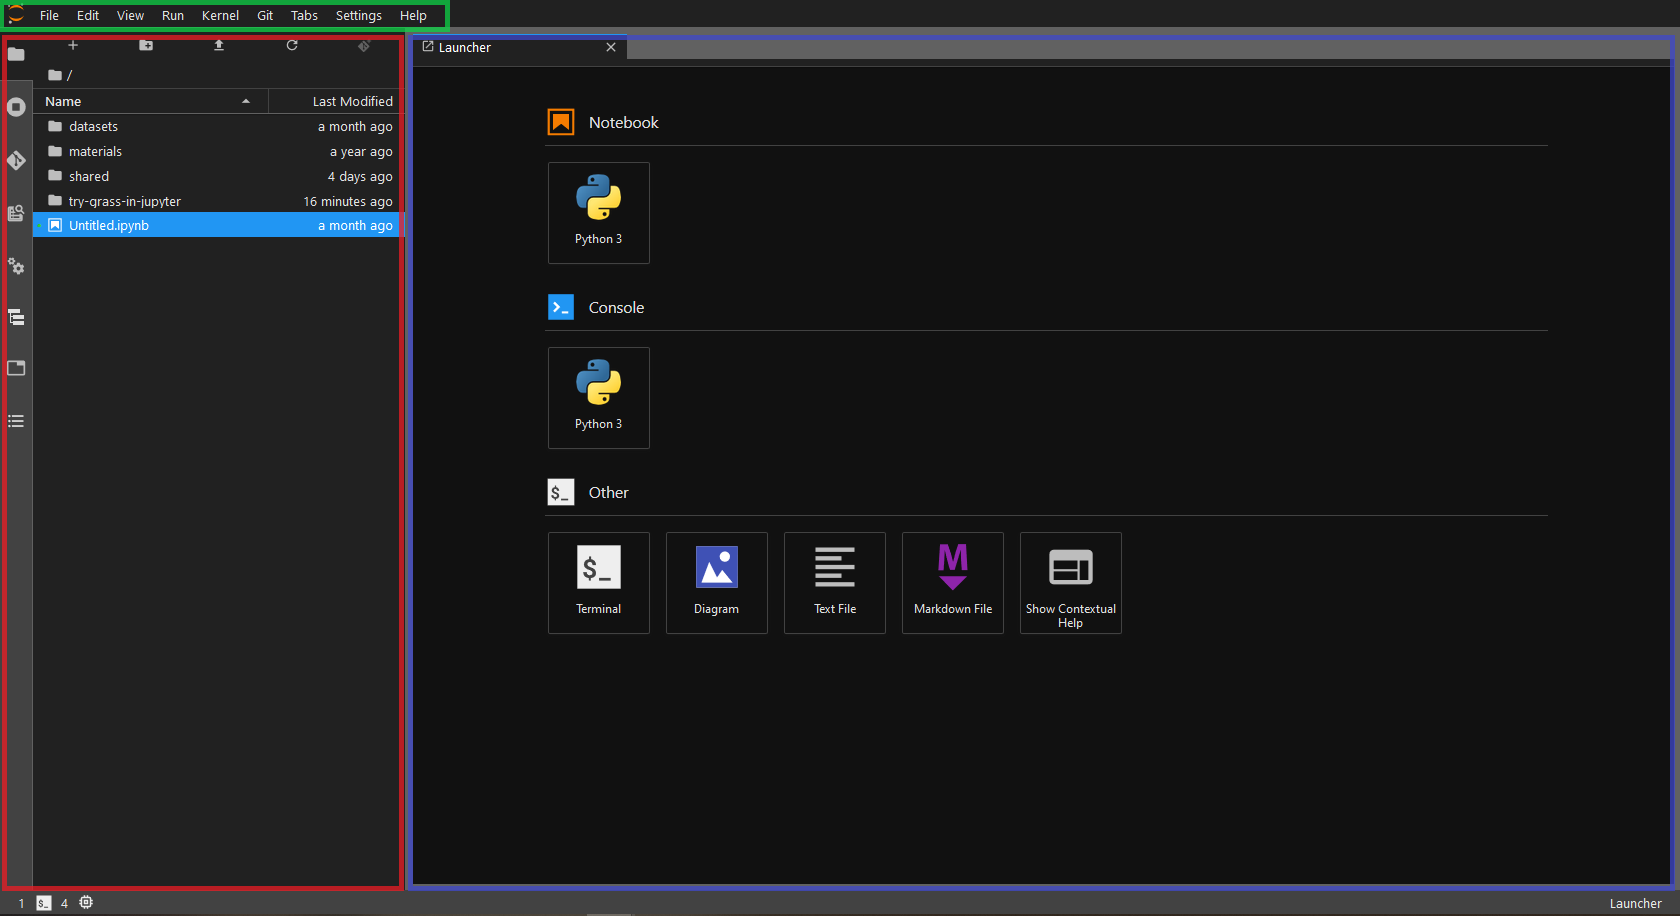 File Edit View Run Kernel Git Tabs Settings Help
Launcher
/
Name Last Modified
datasets a month ago
materials a year ago
shared 4 days ago
try-grass-in-jupyter 16 minutes ago
Untitled.ipynb a month ago
Notebook
Python 3
Console
Python 3
$_ Other
$_
Terminal Diagram Text File Markdown File Show Contextual
Help
1 $_ 4 Launcher